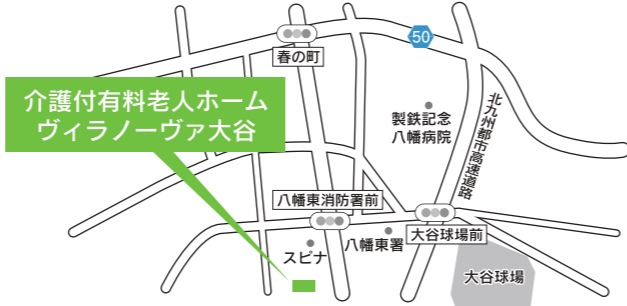 50
春の町
介護付有料老人ホーム
ヴィラノーヴァ大谷
製鉄記念
八幡病院
北九州都市高速道路
八幡東消防署前
大谷球場前
スピナ
八幡東署
大谷球場